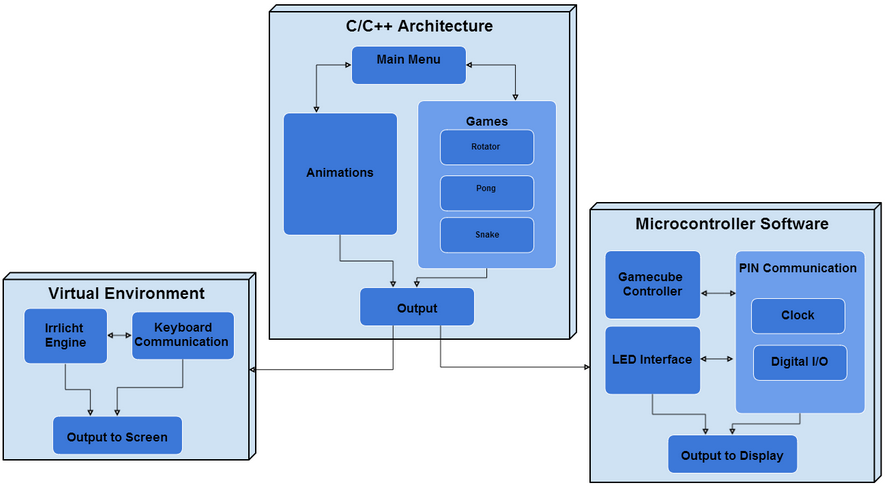 C/C++ Architecture
Main Menu
Animations
Games
Rotator
Pong
Snake
Output
Virtual Environment
Irrlicht
Engine
Keyboard
Communication
Output to Screen
Microcontroller Software
Gamecube
Controller
LED Interface
PIN Communication
Clock
Digital I/O
Output to Display